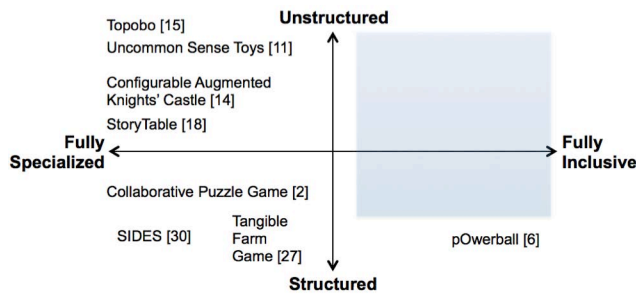 Unstructured
Topobo [15]
Uncommon Sense Toys [11]
Configurable Augmented
Knights' Castle [14]
StoryTable [18]
Fully
Specialized
Fully
Inclusive
Collaborative Puzzle Game [2]
SIDES [30]
Tangible
Farm
Game [27]
pOwerball [6]
Structured